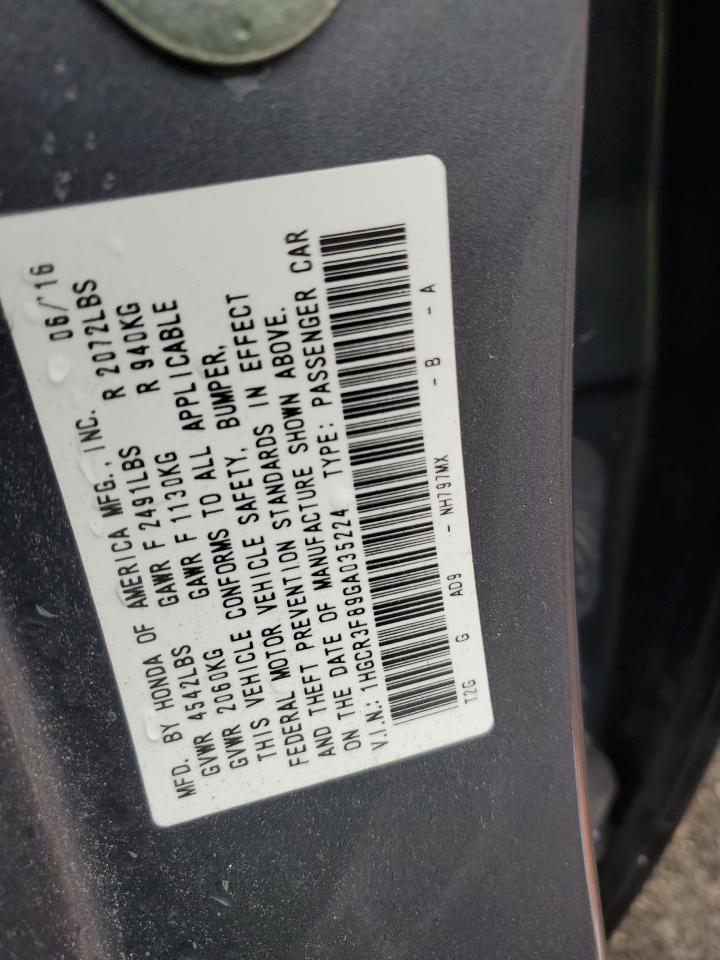 MFD. BY HONDA OF AMERICA MFG., INC. 06/'16
GVWR 4542LBS GAWR F 2491LBS R 2072LBS
GVWR 2060KG GAWR F 1130KG R 940KG
THIS VEHICLE CONFORMS TO ALL APPLICABLE
FEDERAL MOTOR VEHICLE SAFETY, BUMPER,
AND THEFT PREVENTION STANDARDS IN EFFECT
ON THE DATE OF MANUFACTURE SHOWN ABOVE.
V.I.N.: 1HGCR3F89GA035224 TYPE: PASSENGER CAR
T2G G AD9 - NH797MX - B - A